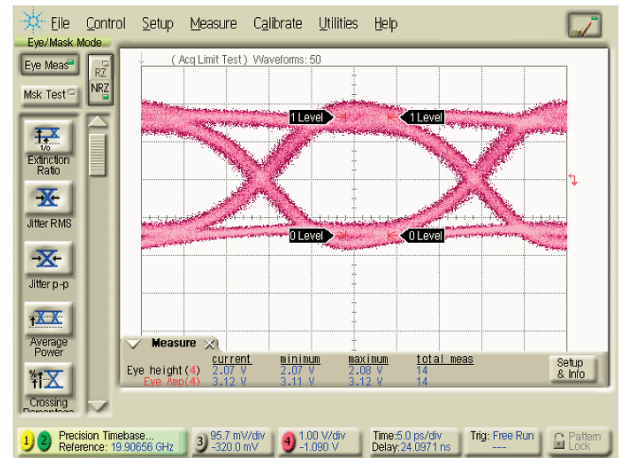 File Control Setup Measure Calibrate Utilities Help
Eye/Mask Mode
Eye Meas
RZ
Msk Test
NRZ
( Acq Limit Test ) Waveforms: 50
1 Level 1 Level
0 Level 0 Level
Extinction
Ratio
Jitter RMS
Jitter p-p
Average
Power
Crossing
Percentage
Measure
current minimum maximum total meas
Eye height(4) 2.07 V 2.07 V 2.08 V 14
Eye Amp(4) 3.12 V 3.11 V 3.12 V 14
Setup
& Info
1 2 Precision Timebase...
Reference: 19.90656 GHz
3 95.7 mV/div
-320.0 mV
4 1.00 V/div
-1.090 V
Time:5.0 ps/div
Delay:24.0971 ns
Trig: Free Run
---
Pattern
Lock